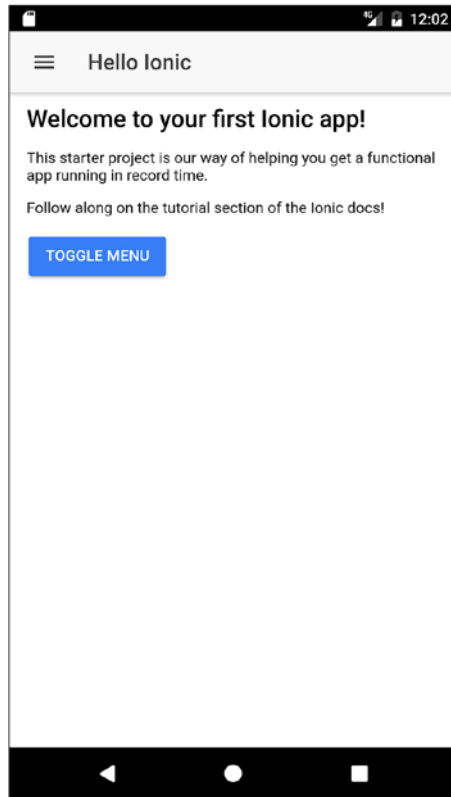 4G 12:02
Hello Ionic
Welcome to your first Ionic app!
This starter project is our way of helping you get a functional
app running in record time.
Follow along on the tutorial section of the Ionic docs!
TOGGLE MENU